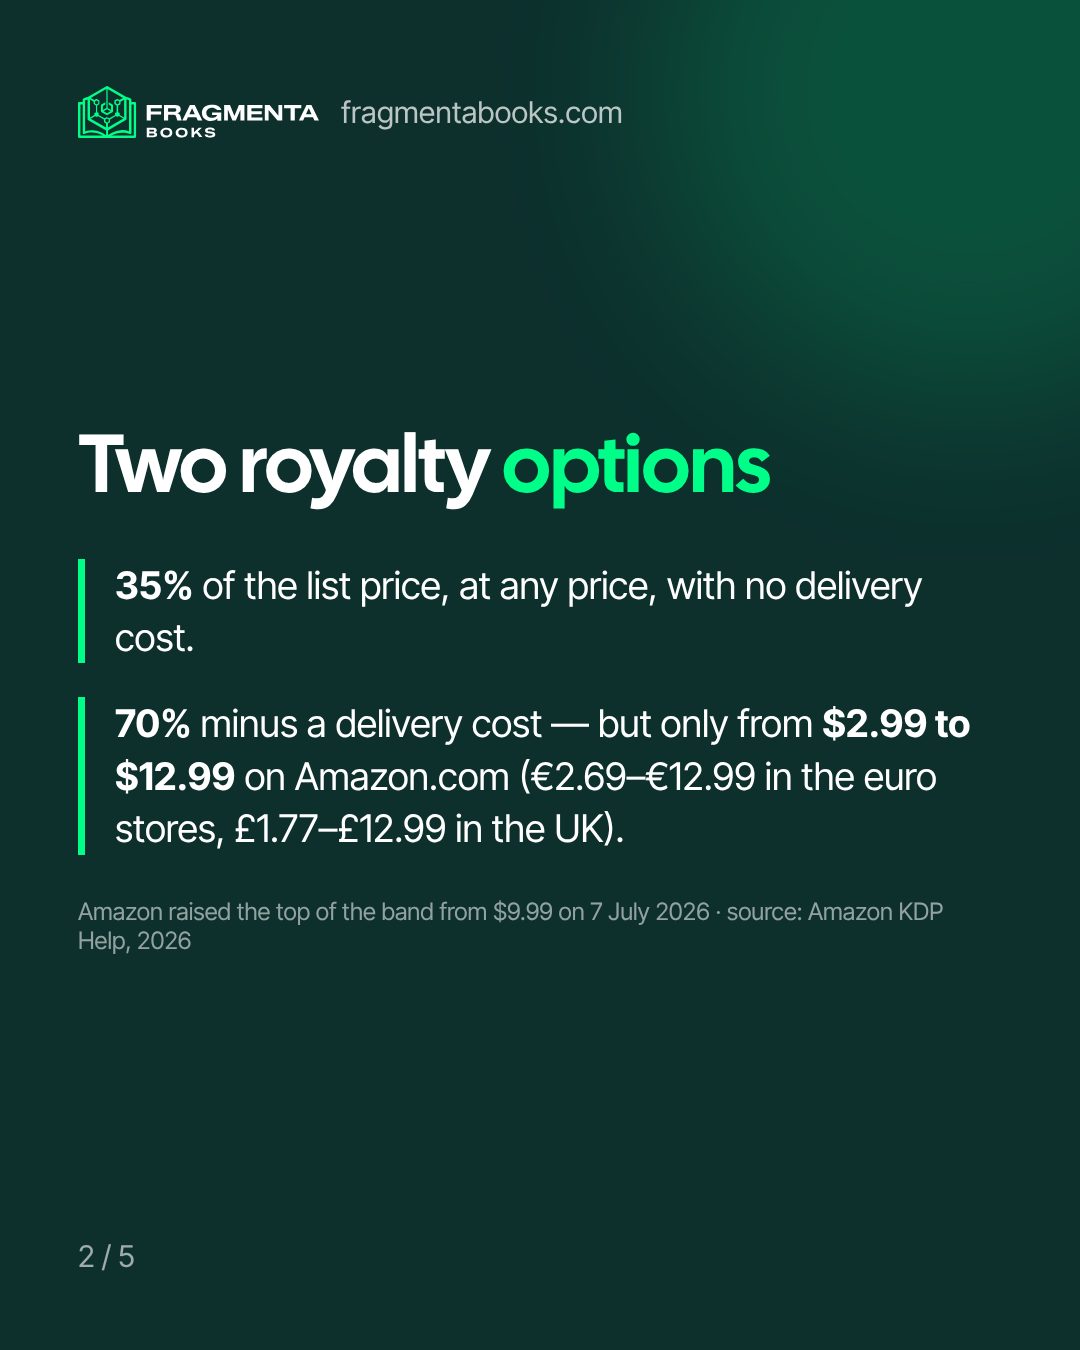 FRAGMENTA
BOOKS
fragmentabooks.com
Two royalty options
35% of the list price, at any price, with no delivery
cost.
70% minus a delivery cost — but only from $2.99 to
$12.99 on Amazon.com (€2.69–€12.99 in the euro
stores, £1.77–£12.99 in the UK).
Amazon raised the top of the band from $9.99 on 7 July 2026 · source: Amazon KDP
Help, 2026
2 / 5